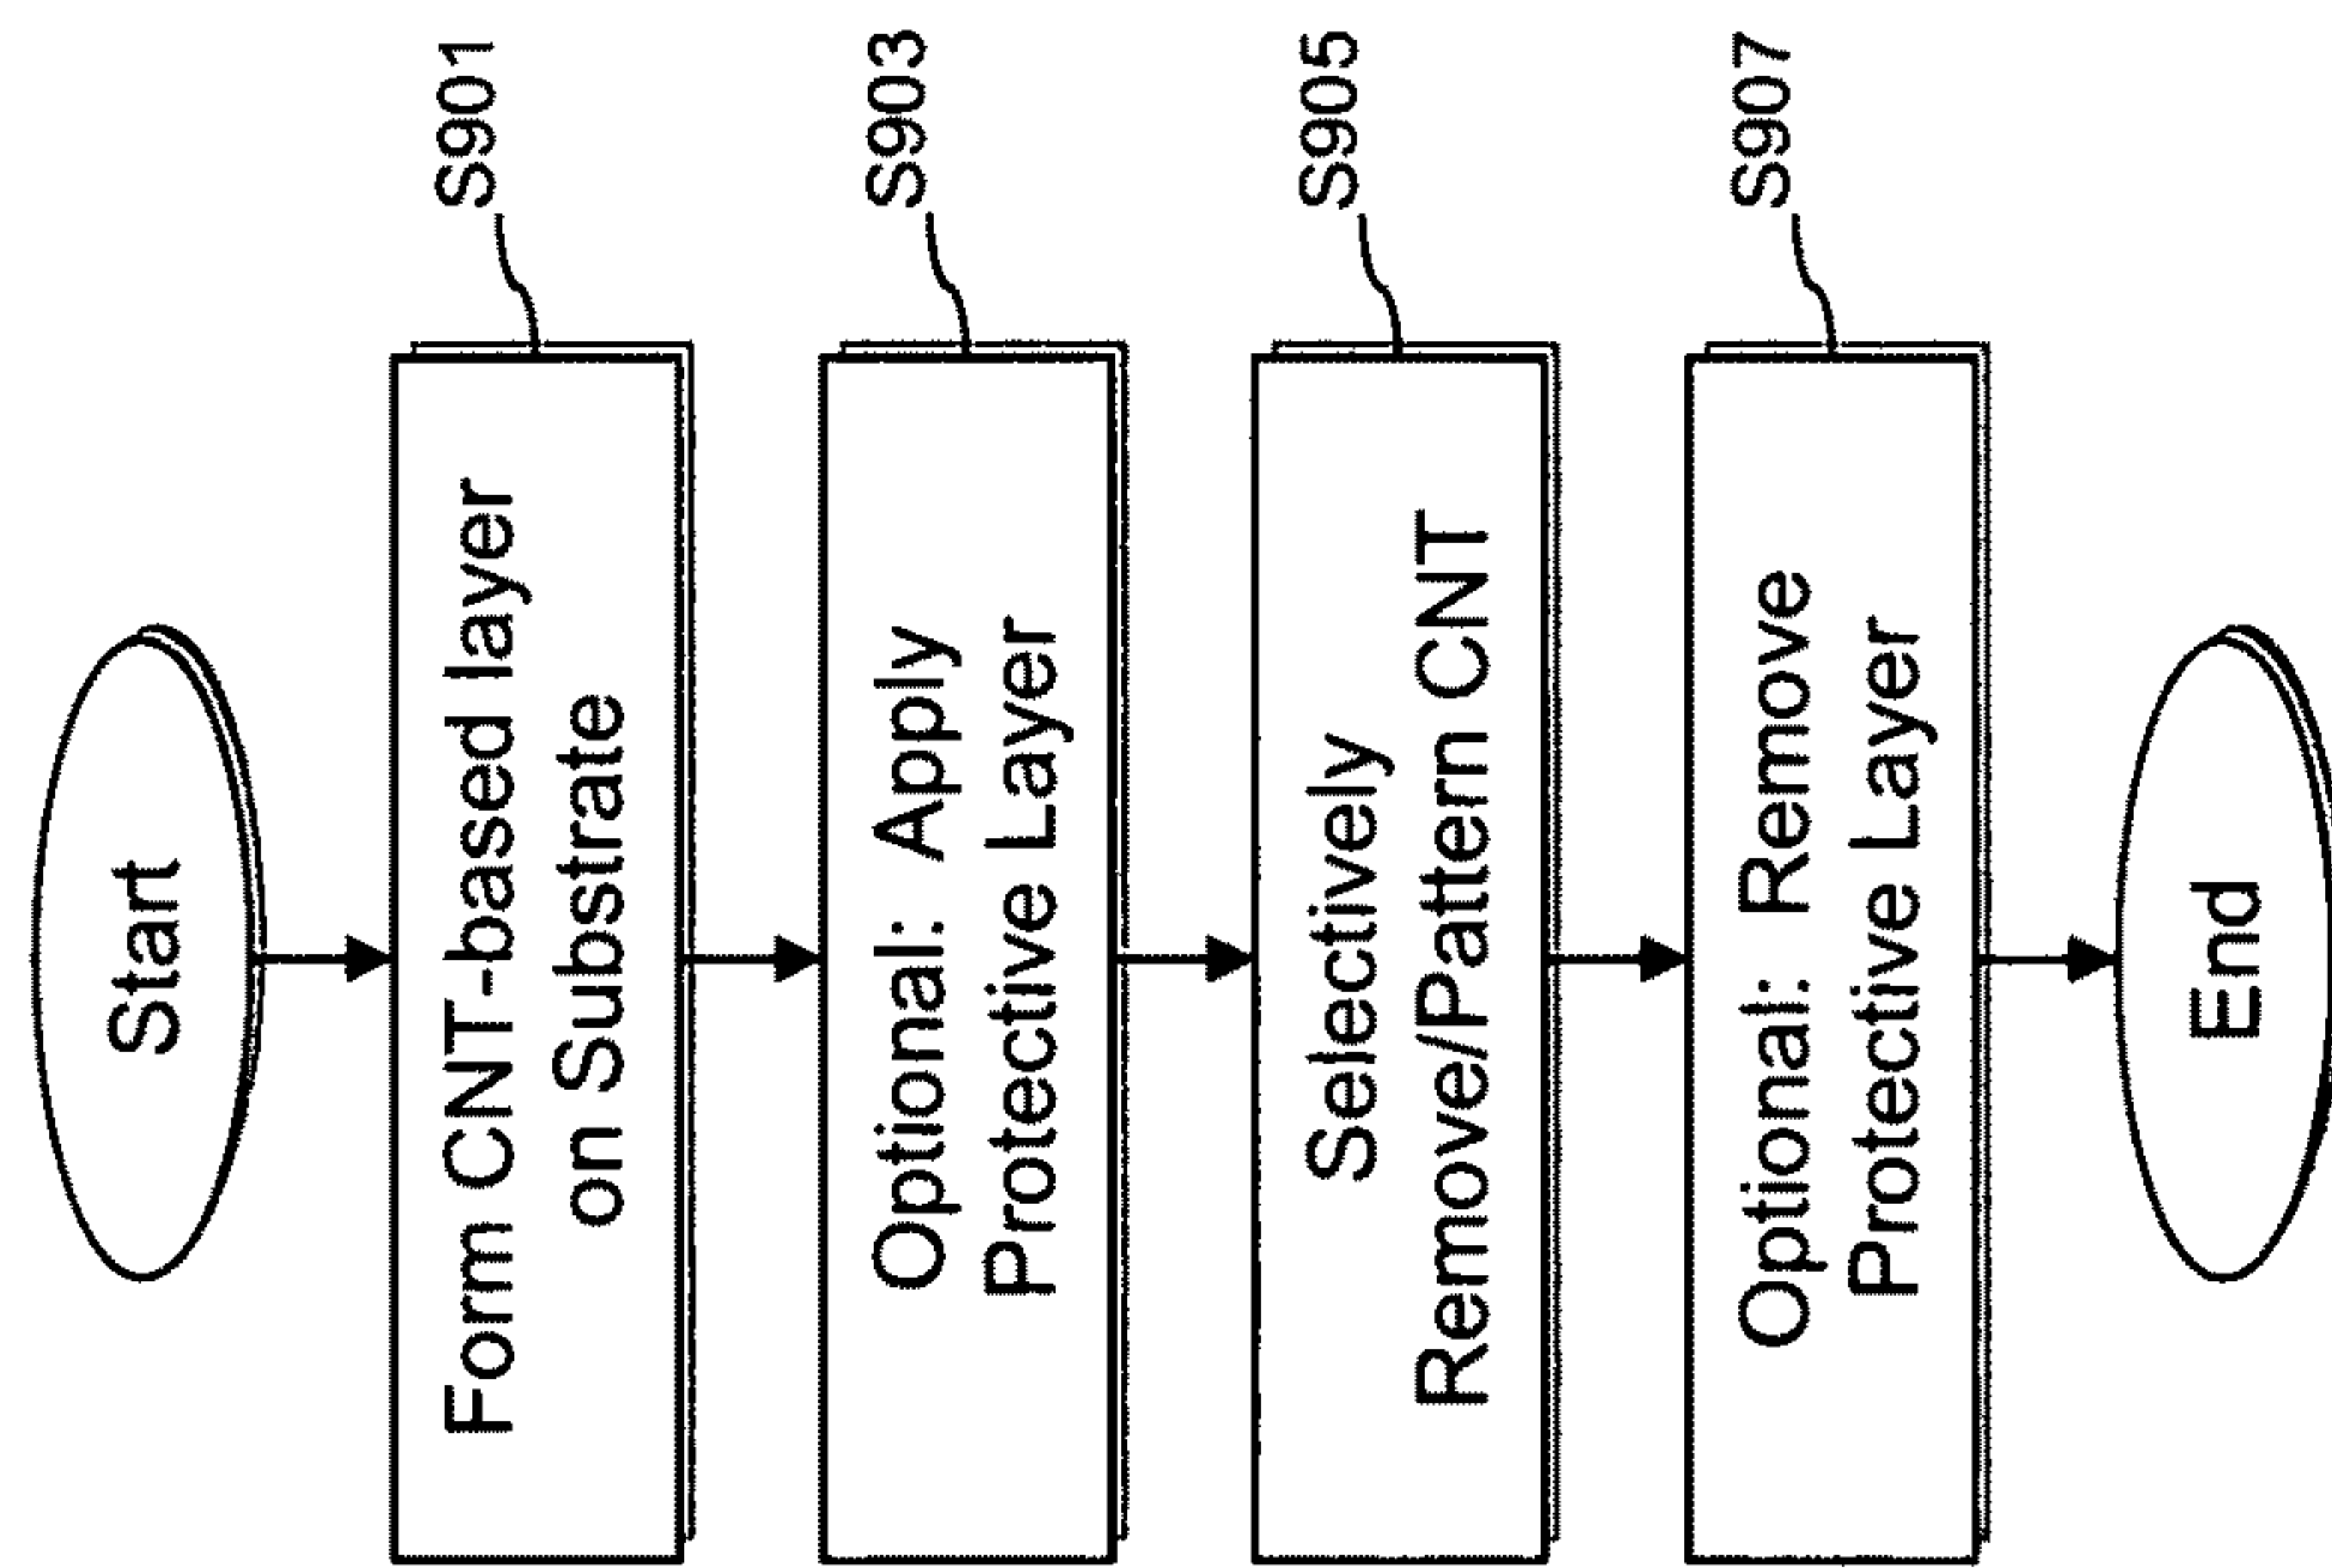 Start
Form CNT-based layer
on Substrate
S901
Optional: Apply
Protective Layer
S903
Selectively
Remove/Pattern CNT
S905
Optional: Remove
Protective Layer
S907
End